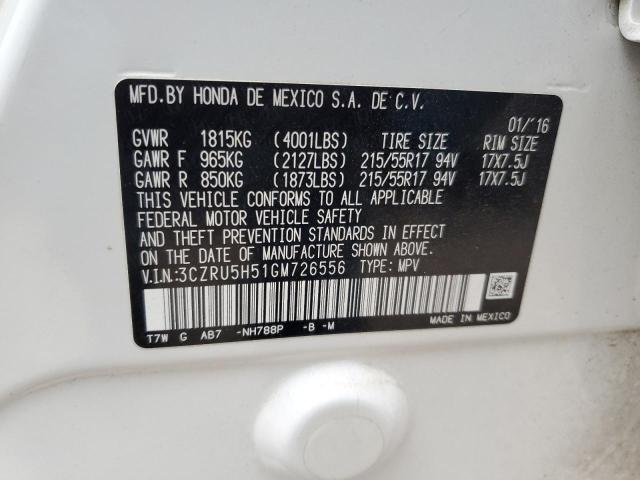 MFD.BY HONDA DE MEXICO S.A. DE C.V.
01/'16
GVWR 1815KG (4001LBS) TIRE SIZE RIM SIZE
GAWR F 965KG (2127LBS) 215/55R17 94V 17X7.5J
GAWR R 850KG (1873LBS) 215/55R17 94V 17X7.5J
THIS VEHICLE CONFORMS TO ALL APPLICABLE
FEDERAL MOTOR VEHICLE SAFETY
AND THEFT PREVENTION STANDARDS IN EFFECT
ON THE DATE OF MANUFACTURE SHOWN ABOVE.
V.I.N.:3CZRU5H51GM726556 TYPE: MPV
T7W G AB7 -NH788P -B -M
MADE IN MEXICO